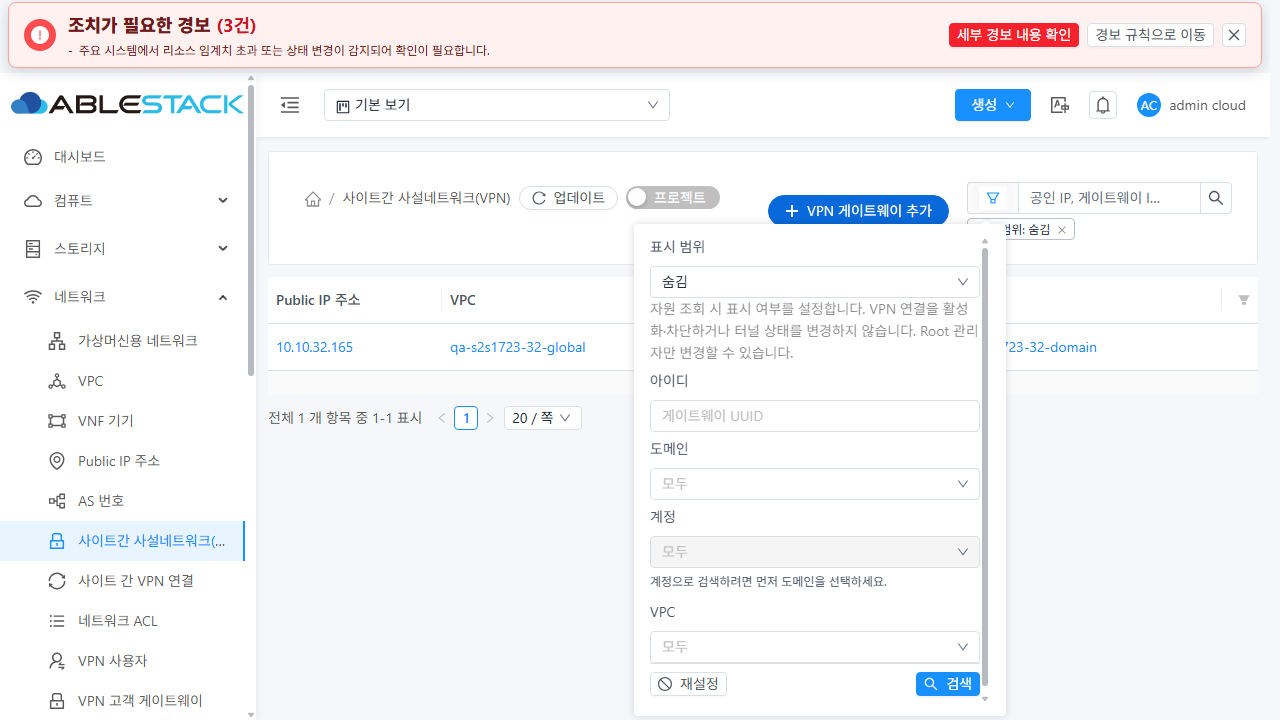 조치가 필요한 경보 (3건)
- 주요 시스템에서 리소스 임계치 초과 또는 상태 변경이 감지되어 확인이 필요합니다.
세부 경보 내용 확인
경보 규칙으로 이동
ABLESTACK
기본 보기
생성
AC
admin cloud
대시보드
컴퓨트
스토리지
네트워크
가상머신용 네트워크
VPC
VNF 기기
Public IP 주소
AS 번호
사이트간 사설네트워크(...
사이트 간 VPN 연결
네트워크 ACL
VPN 사용자
VPN 고객 게이트웨이
/ 사이트간 사설네트워크(VPN)
업데이트
프로젝트
VPN 게이트웨이 추가
공인 IP, 게이트웨이 I...
범위: 숨김
Public IP 주소
VPC
10.10.32.165
qa-s2s1723-32-global
723-32-domain
전체 1 개 항목 중 1-1 표시
1
20 / 쪽
표시 범위
숨김
자원 조회 시 표시 여부를 설정합니다. VPN 연결을 활성
화·차단하거나 터널 상태를 변경하지 않습니다. Root 관리
자만 변경할 수 있습니다.
아이디
게이트웨이 UUID
도메인
모두
계정
모두
계정으로 검색하려면 먼저 도메인을 선택하세요.
VPC
모두
재설정
검색